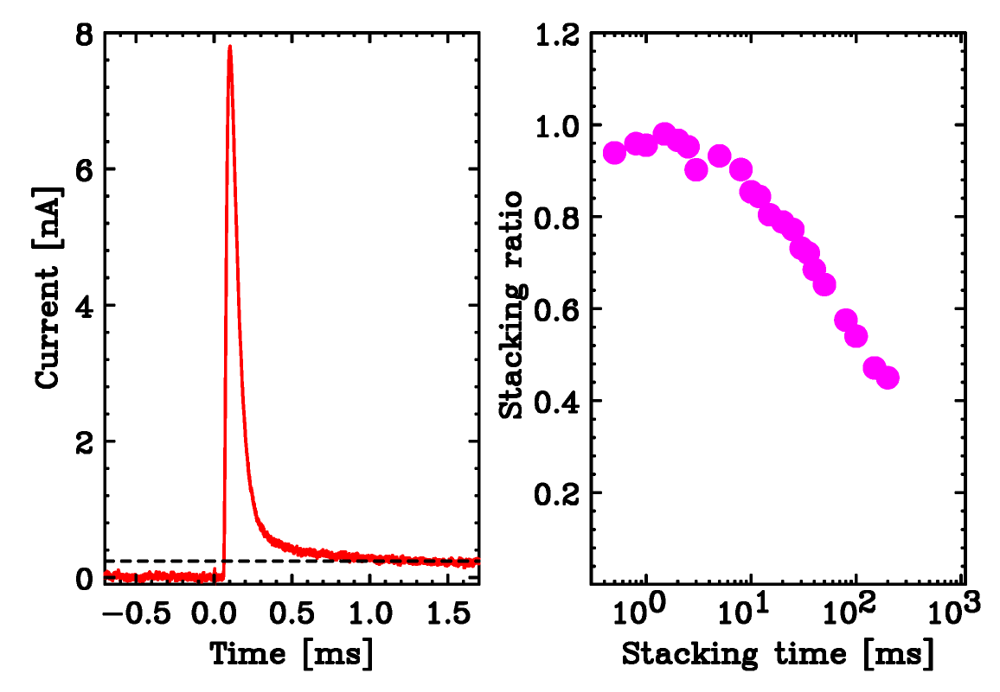 8
6
4
2
0
Current [nA]
−0.5 0.0 0.5 1.0 1.5
Time [ms]
1.2
1.0
0.8
0.6
0.4
0.2
Stacking ratio
10⁰ 10¹ 10² 10³
Stacking time [ms]